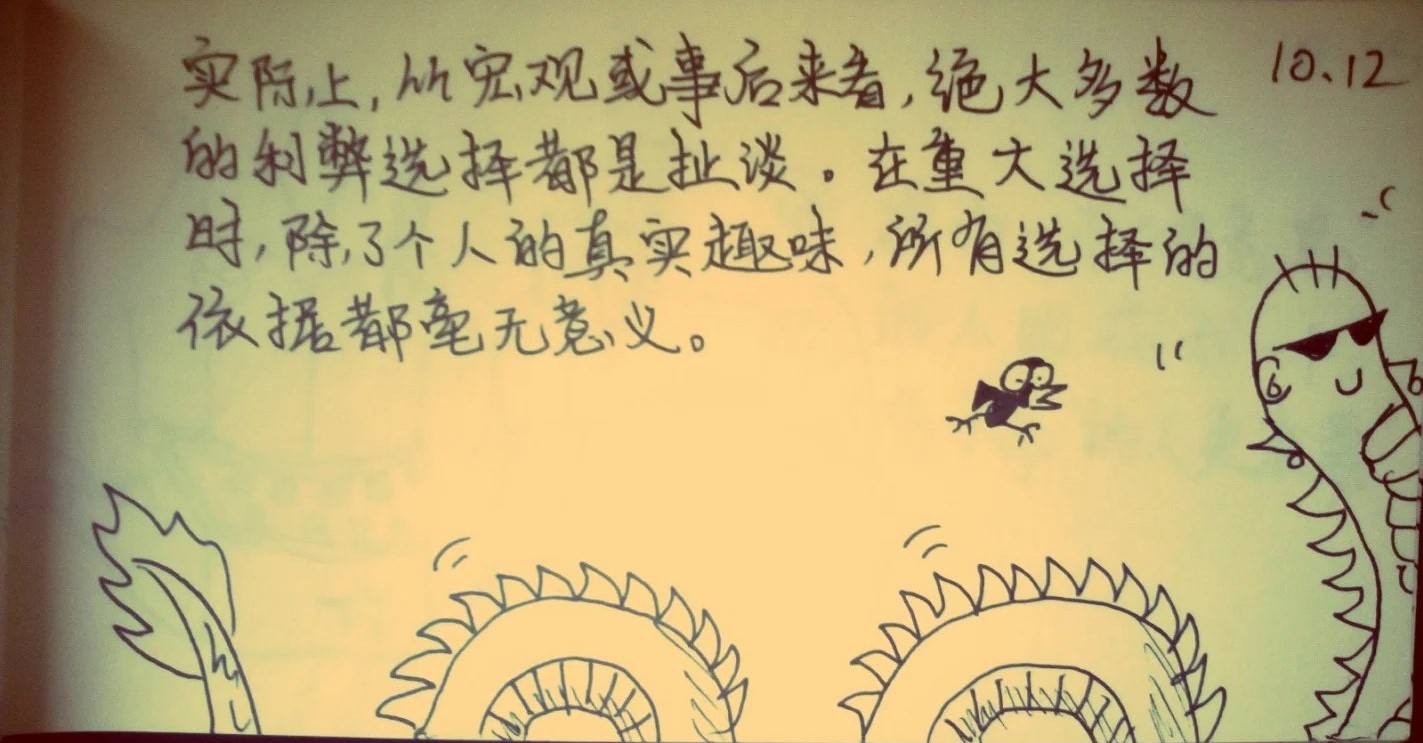 实际上,从宏观或事后来看,绝大多数
10.12
的利弊选择都是扯谈。在重大选择
时,除了个人的真实趣味,所有选择的
依据都毫无意义。